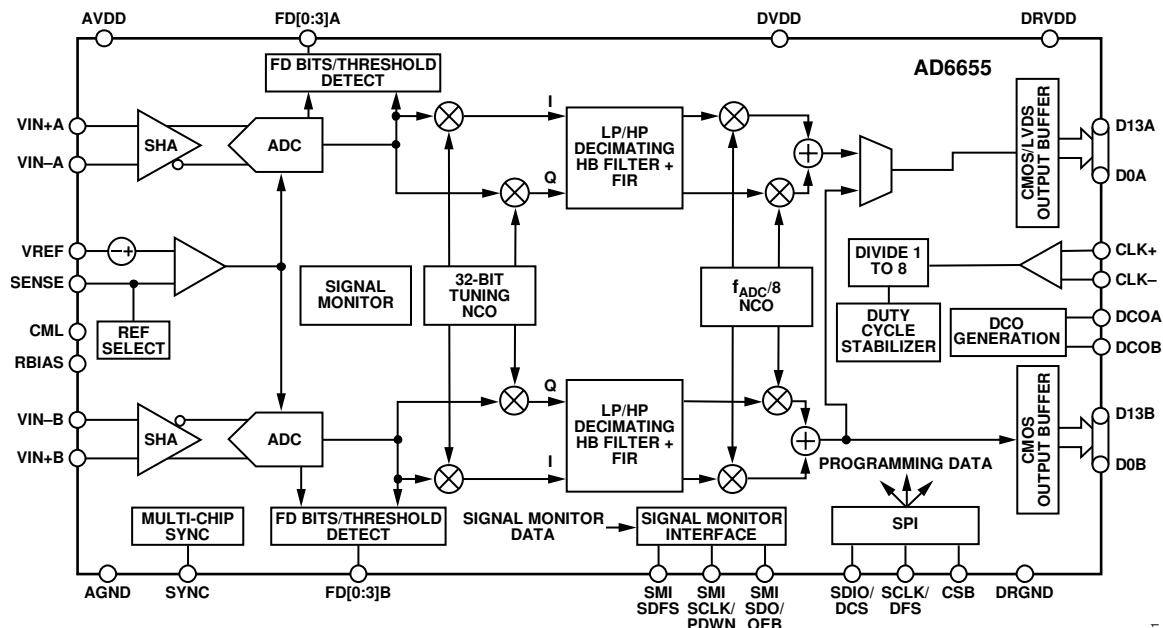 AVDD
FD[0:3]A
DVDD
DRVDD
FD BITS/THRESHOLD
DETECT
AD6655
VIN+A
VIN–A
SHA
ADC
I
Q
LP/HP
DECIMATING
HB FILTER +
FIR
CMOS/LVDS
OUTPUT BUFFER
D13A
D0A
VREF
–+
SENSE
REF
SELECT
CML
RBIAS
SIGNAL
MONITOR
32-BIT
TUNING
NCO
fADC/8
NCO
DIVIDE 1
TO 8
DUTY
CYCLE
STABILIZER
CLK+
CLK–
DCO
GENERATION
DCOA
DCOB
VIN–B
VIN+B
SHA
ADC
Q
I
LP/HP
DECIMATING
HB FILTER +
FIR
CMOS
OUTPUT BUFFER
D13B
D0B
PROGRAMMING DATA
MULTI-CHIP
SYNC
FD BITS/THRESHOLD
DETECT
SIGNAL MONITOR
DATA
SIGNAL MONITOR
INTERFACE
SPI
AGND
SYNC
FD[0:3]B
SMI
SDFS
SMI
SCLK/
PDWN
SMI
SDO/
OEB
SDIO/
DCS
SCLK/
DFS
CSB
DRGND